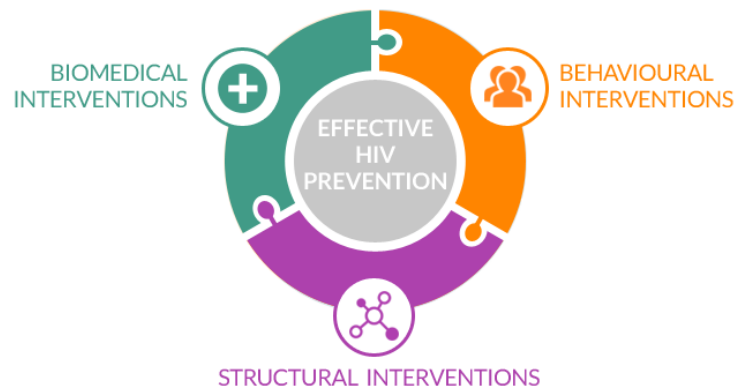 BIOMEDICAL
INTERVENTIONS
BEHAVIOURAL
INTERVENTIONS
EFFECTIVE
HIV
PREVENTION
STRUCTURAL INTERVENTIONS